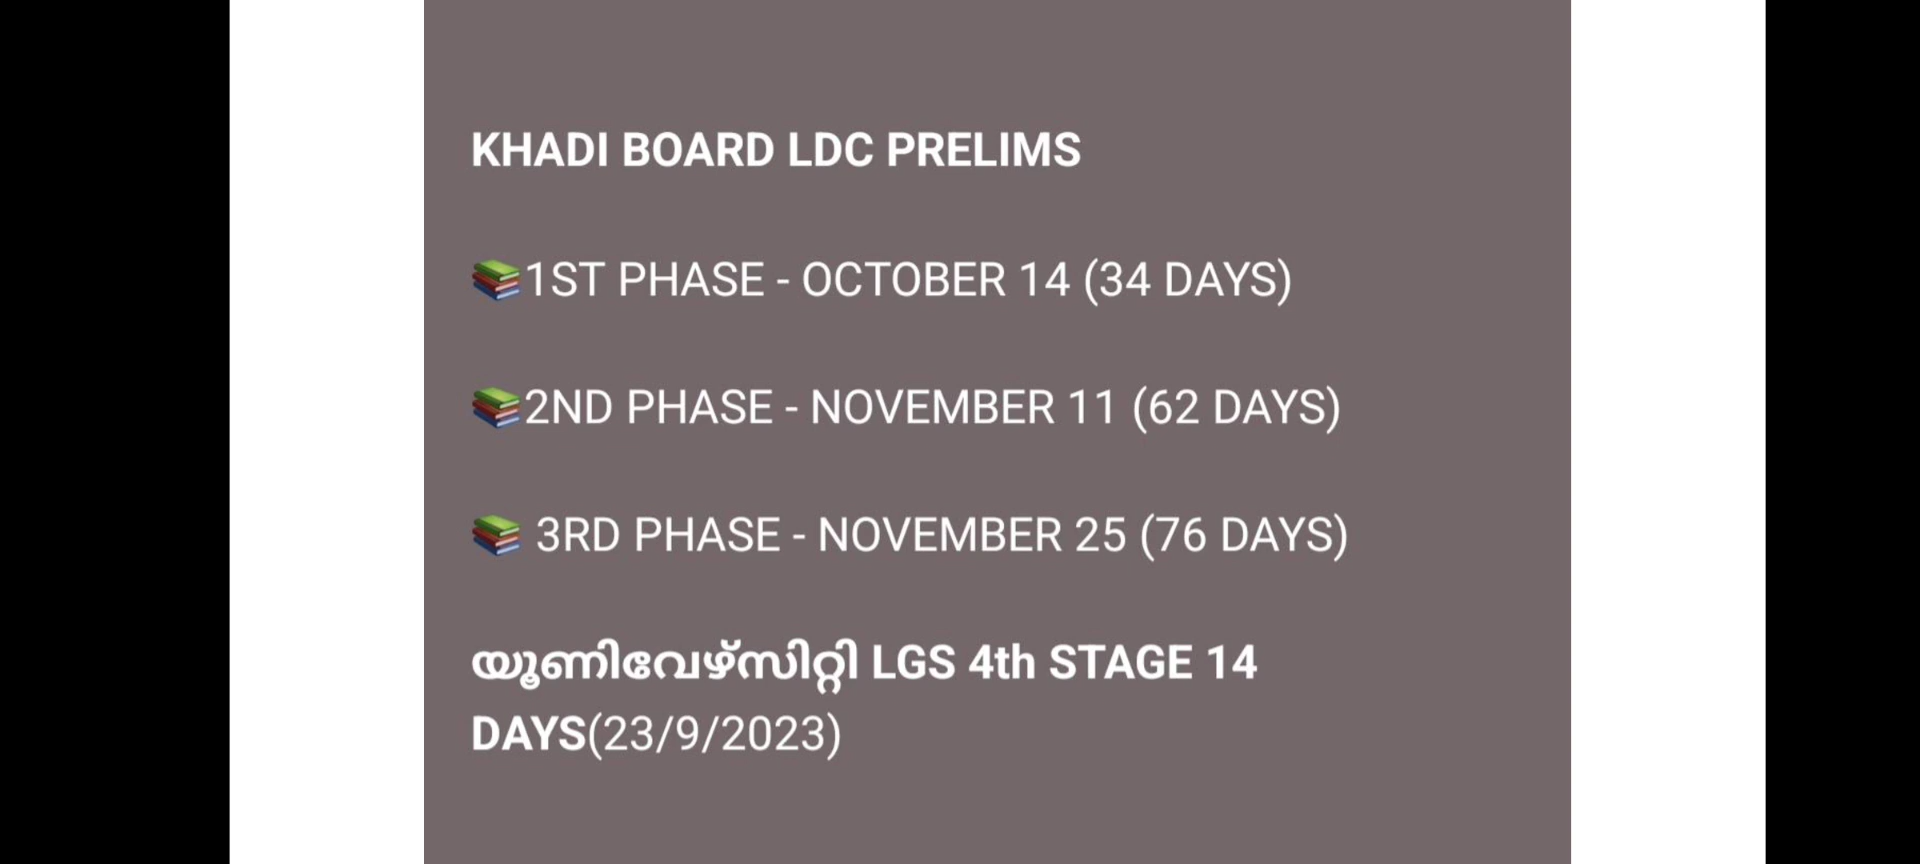 KHADI BOARD LDC PRELIMS
📚1ST PHASE - OCTOBER 14 (34 DAYS)
📚2ND PHASE - NOVEMBER 11 (62 DAYS)
📚 3RD PHASE - NOVEMBER 25 (76 DAYS)
യൂണിവേഴ്സിറ്റി LGS 4th STAGE 14
DAYS(23/9/2023)